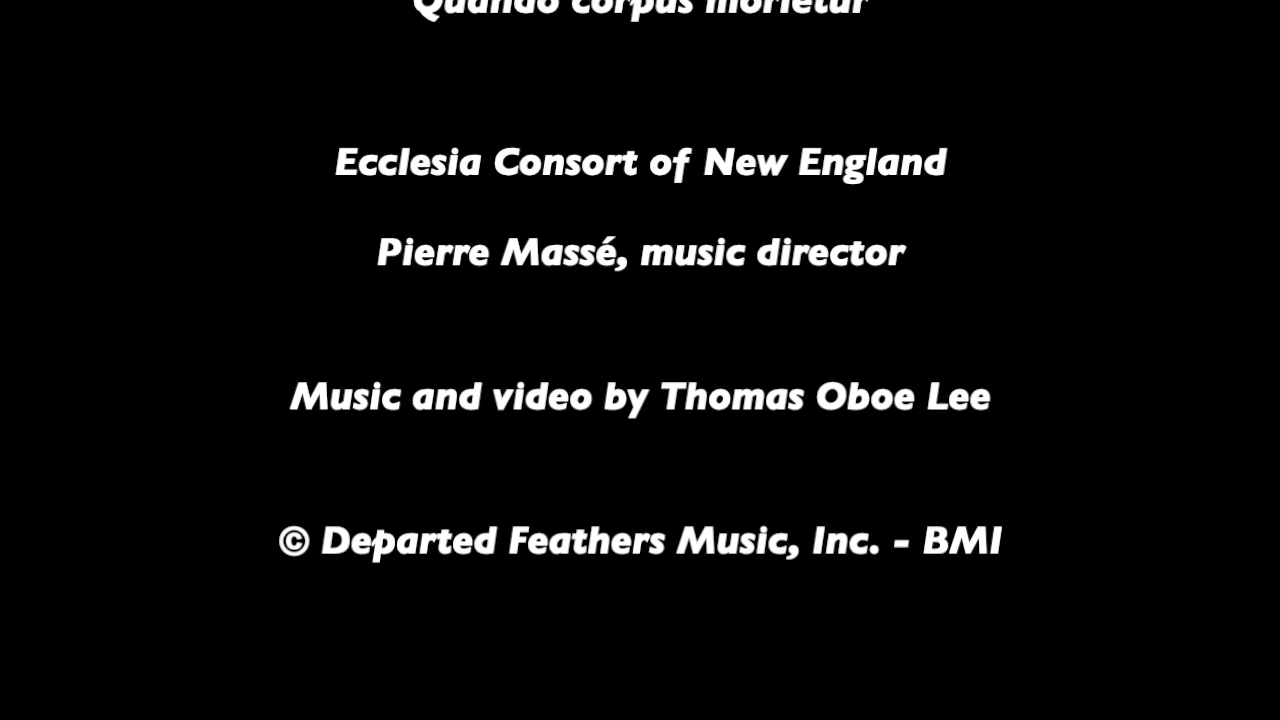 Quando corpus morietur
Ecclesia Consort of New England
Pierre Massé, music director
Music and video by Thomas Oboe Lee
© Departed Feathers Music, Inc. - BMI